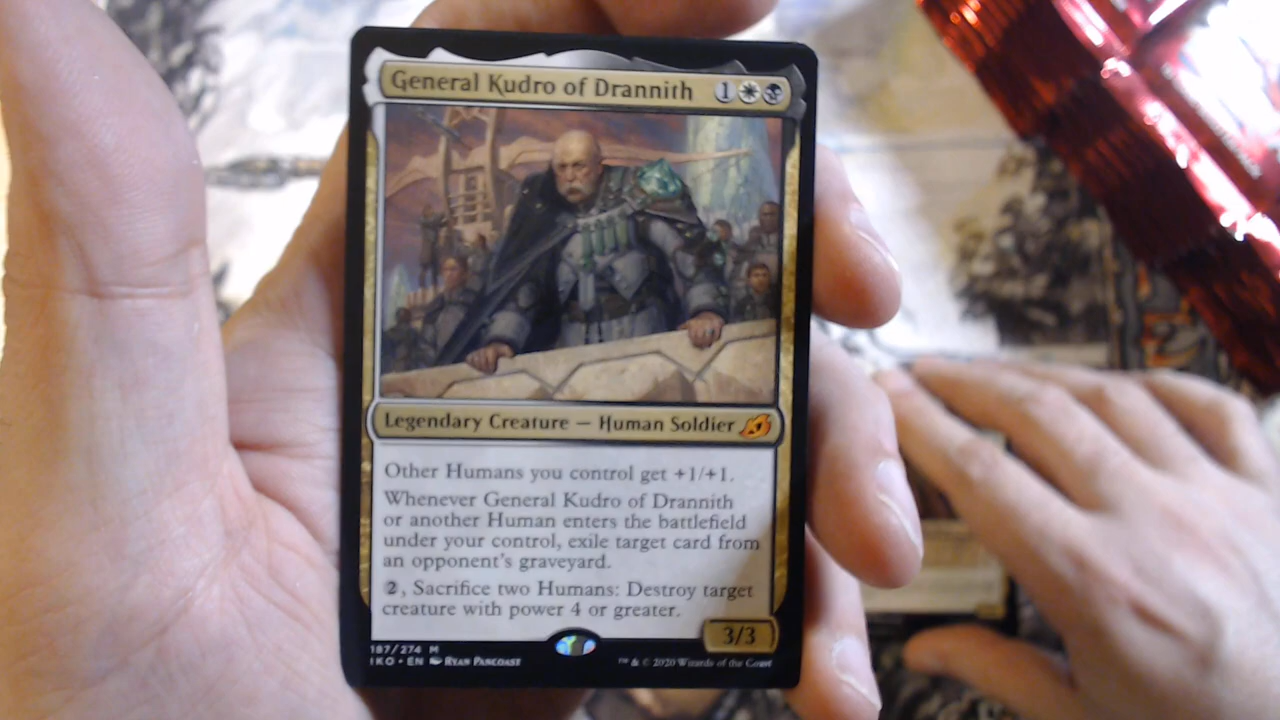 General Kudro of Drannith 1
Legendary Creature — Human Soldier
Other Humans you control get +1/+1.
Whenever General Kudro of Drannith
or another Human enters the battlefield
under your control, exile target card from
an opponent's graveyard.
2, Sacrifice two Humans: Destroy target
creature with power 4 or greater.
3/3
187/274 M
IKO • EN Ryan Pancoast
™ & © 2020 Wizards of the Coast